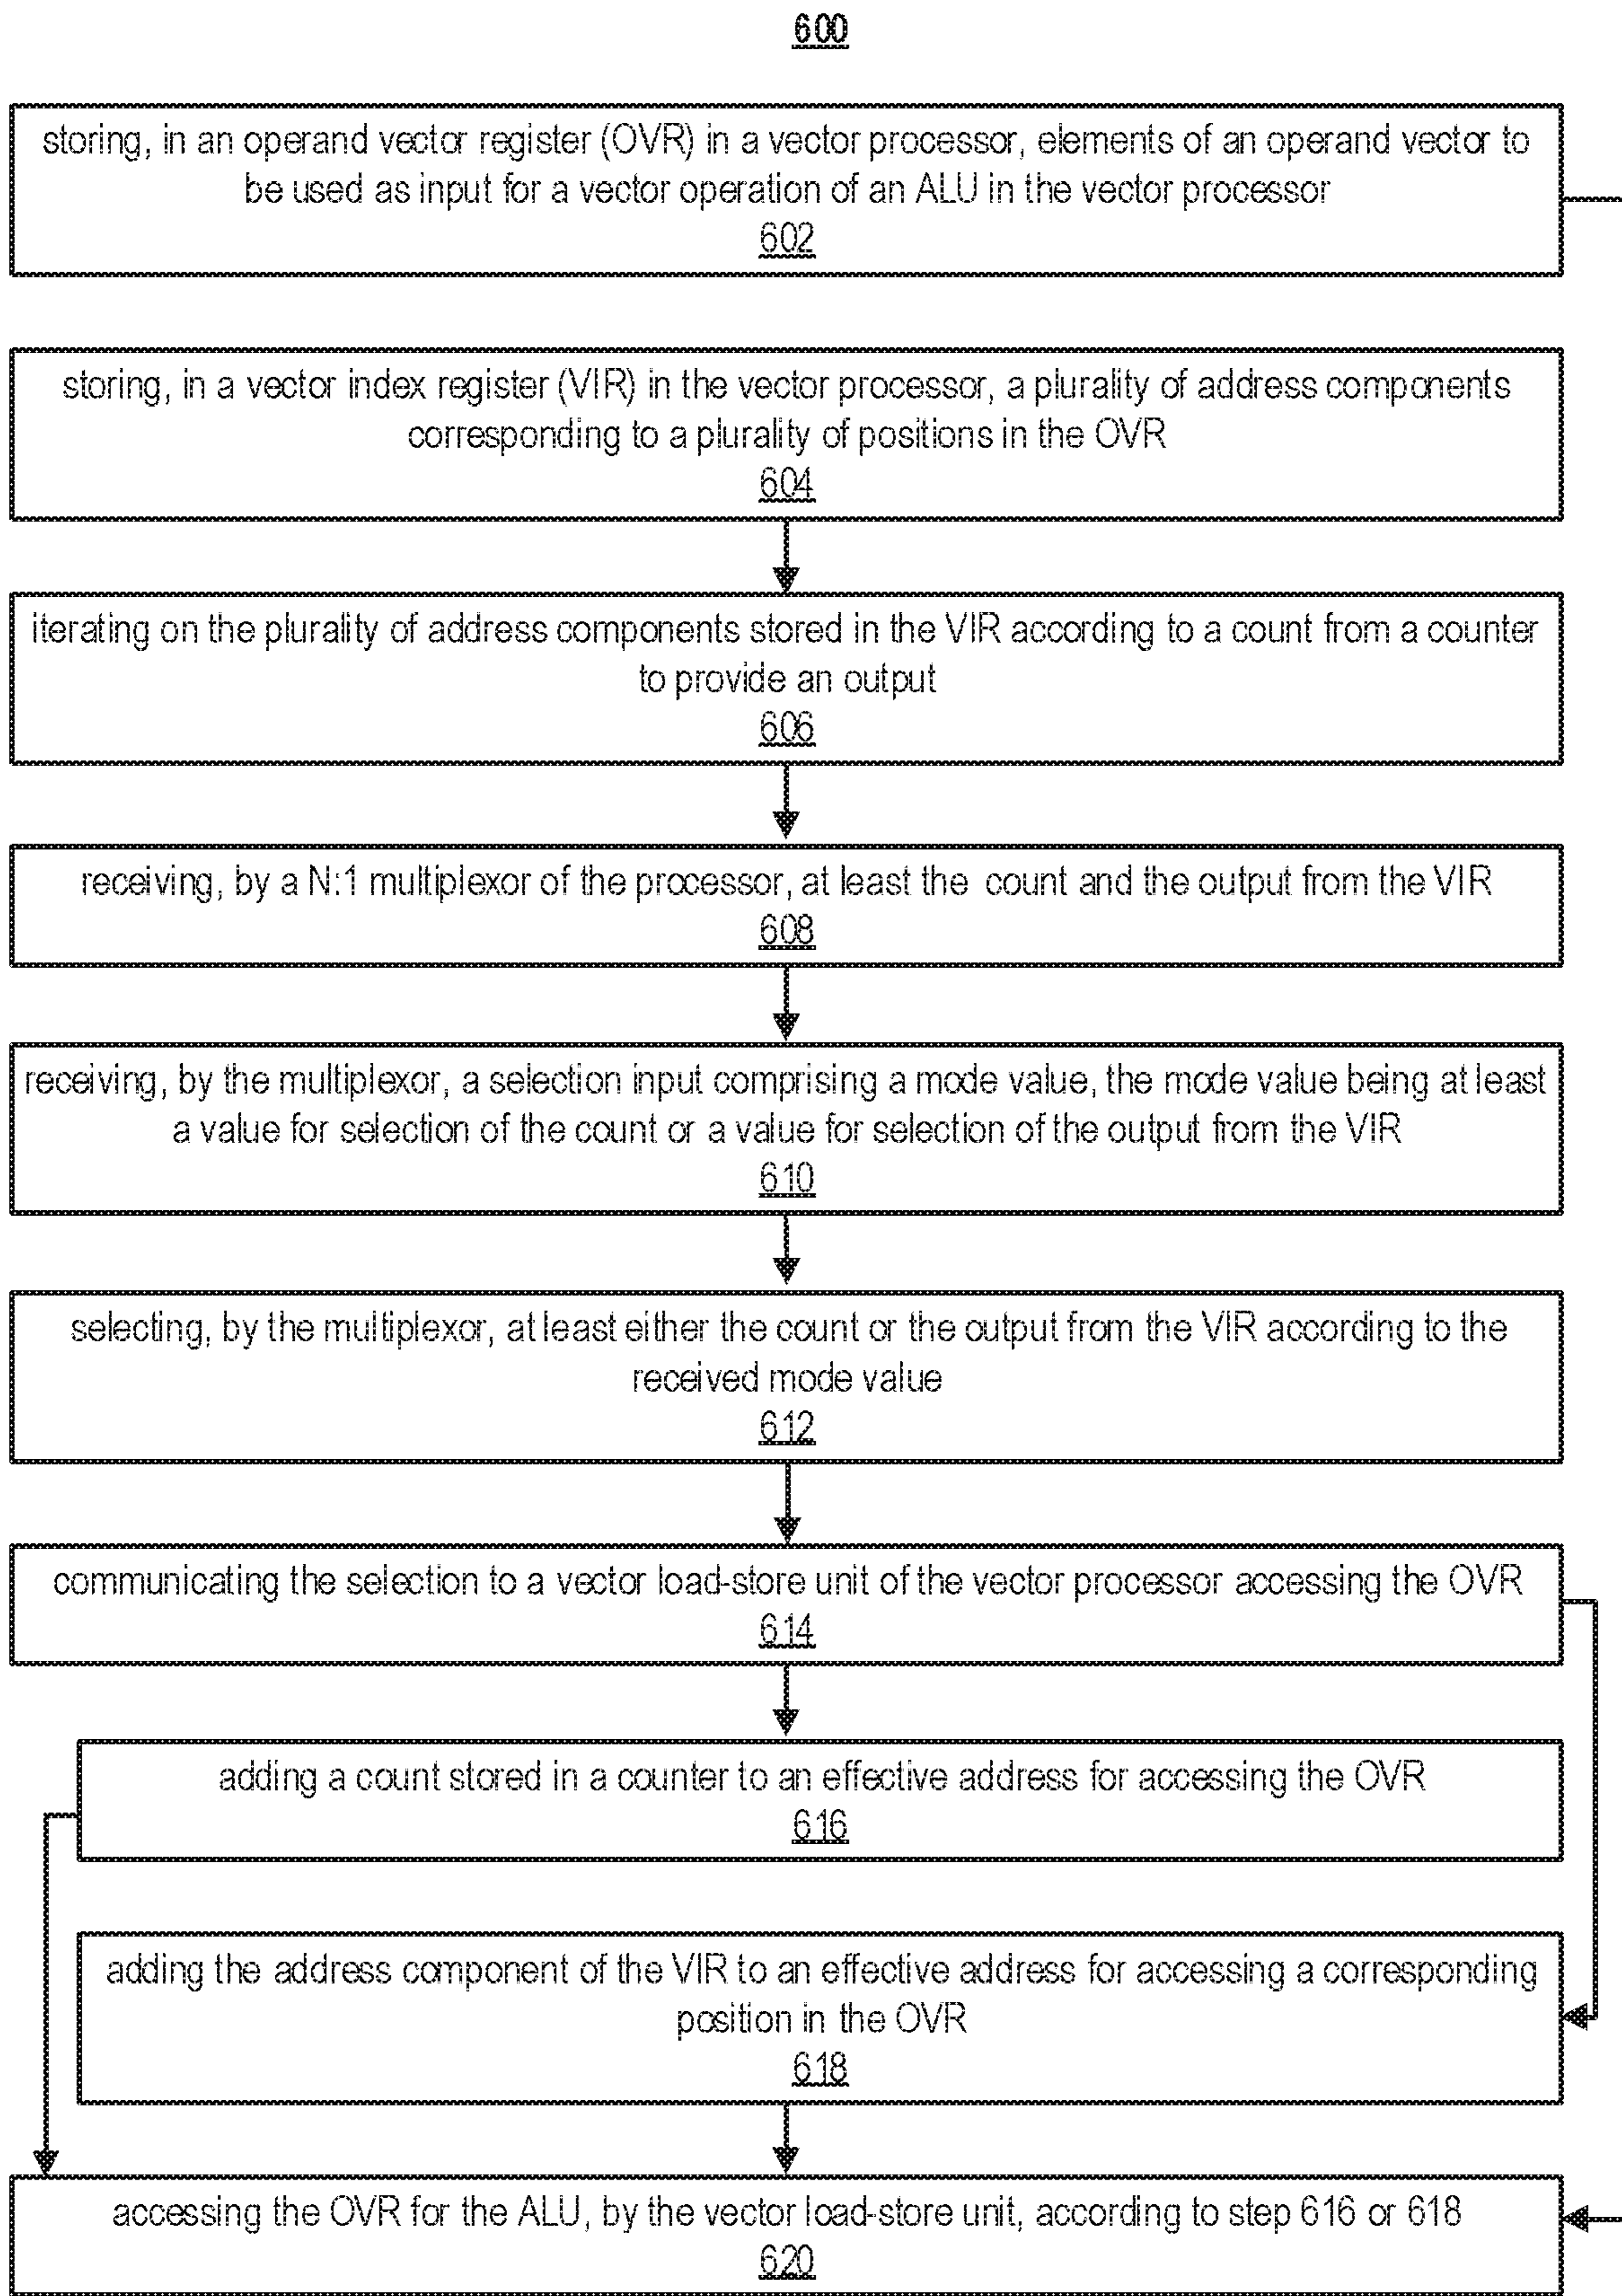 600
storing, in an operand vector register (OVR) in a vector processor, elements of an operand vector to
be used as input for a vector operation of an ALU in the vector processor
602
storing, in a vector index register (VIR) in the vector processor, a plurality of address components
corresponding to a plurality of positions in the OVR
604
iterating on the plurality of address components stored in the VIR according to a count from a counter
to provide an output
606
receiving, by a N:1 multiplexor of the processor, at least the count and the output from the VIR
608
receiving, by the multiplexor, a selection input comprising a mode value, the mode value being at least
a value for selection of the count or a value for selection of the output from the VIR
610
selecting, by the multiplexor, at least either the count or the output from the VIR according to the
received mode value
612
communicating the selection to a vector load-store unit of the vector processor accessing the OVR
614
adding a count stored in a counter to an effective address for accessing the OVR
616
adding the address component of the VIR to an effective address for accessing a corresponding
position in the OVR
618
accessing the OVR for the ALU, by the vector load-store unit, according to step 616 or 618
620